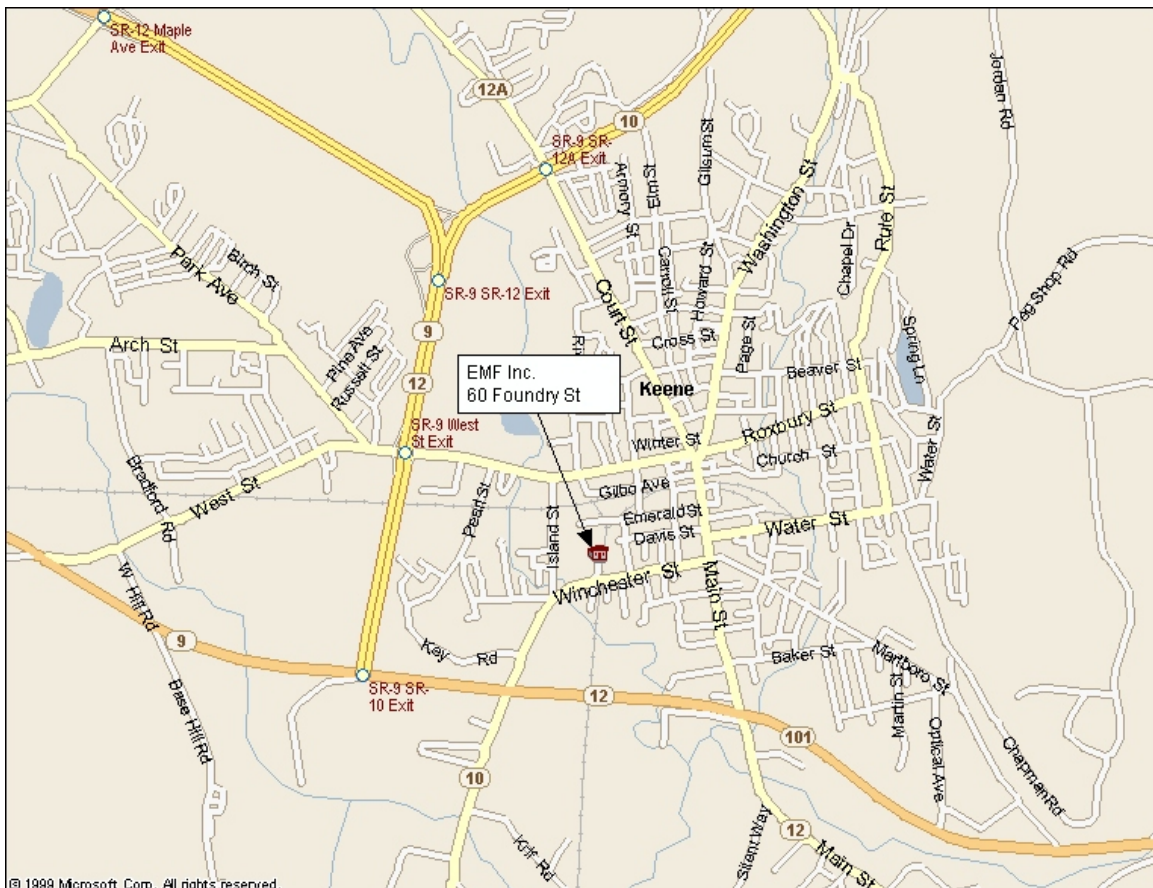 SR-12 Maple
Ave Exit
12A
10
SR-9 SR-
12A Exit
Jordan Rd
Gilsum St
Elm St
Armory St
Washington St
Rule St
Chapel Dr
Birch St
Park Ave
Carroll St
Howard St
Peg Shop Rd
SR-9 SR-12 Exit
Court St
9
Pine Ave
Russell St
Cross St
Page St
Spring Ln
Arch St
EMF Inc.
60 Foundry St
Beaver St
12
Keene
SR-9 West
St Exit
Roxbury St
Winter St
Church St
Water St
Bradford Rd
West St
Pearl St
Gilbo Ave
Emerald St
Water St
Island St
Davis St
Winchester St
Main St
W Hill Rd
9
Key Rd
Baker St
Marlboro St
SR-9 SR-
10 Exit
12
Martin St
Base Hill Rd
101
Optical Ave
Chapman Rd
10
12
Silent Way
Main St
Krif Rd
© 1999 Microsoft Corp. All rights reserved.